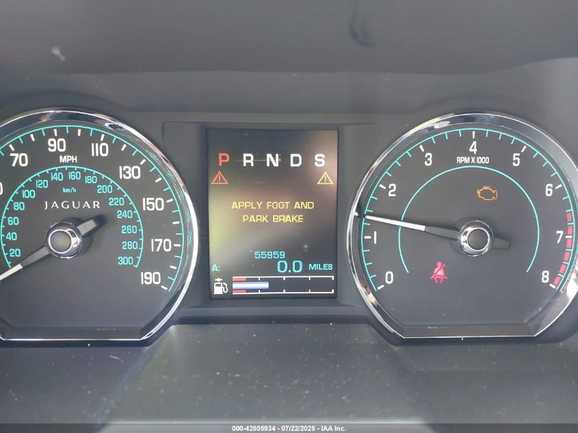 70 90 110 130 150 170 190
MPH
20 40 60 80 100 120 140 160 180 200 220 240 260 280 300
km/h
JAGUAR
P R N D S
APPLY FOOT AND
PARK BRAKE
55959
A: 0.0 MILES
0 1 2 3 4 5 6 7 8
RPM X 1000
000-42505934 - 07/22/2025 - IAA Inc.